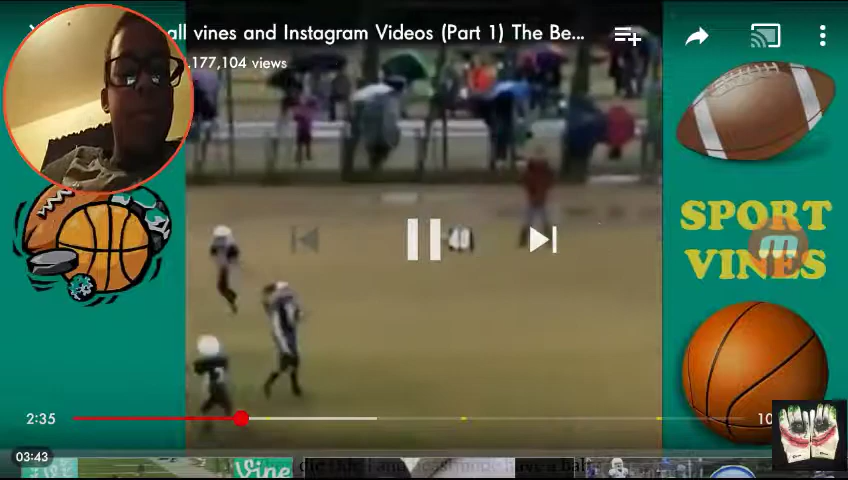 all vines and Instagram Videos (Part 1) The Be...
,177,104 views
SPORT
VINES
2:35
10
03:43
Vine